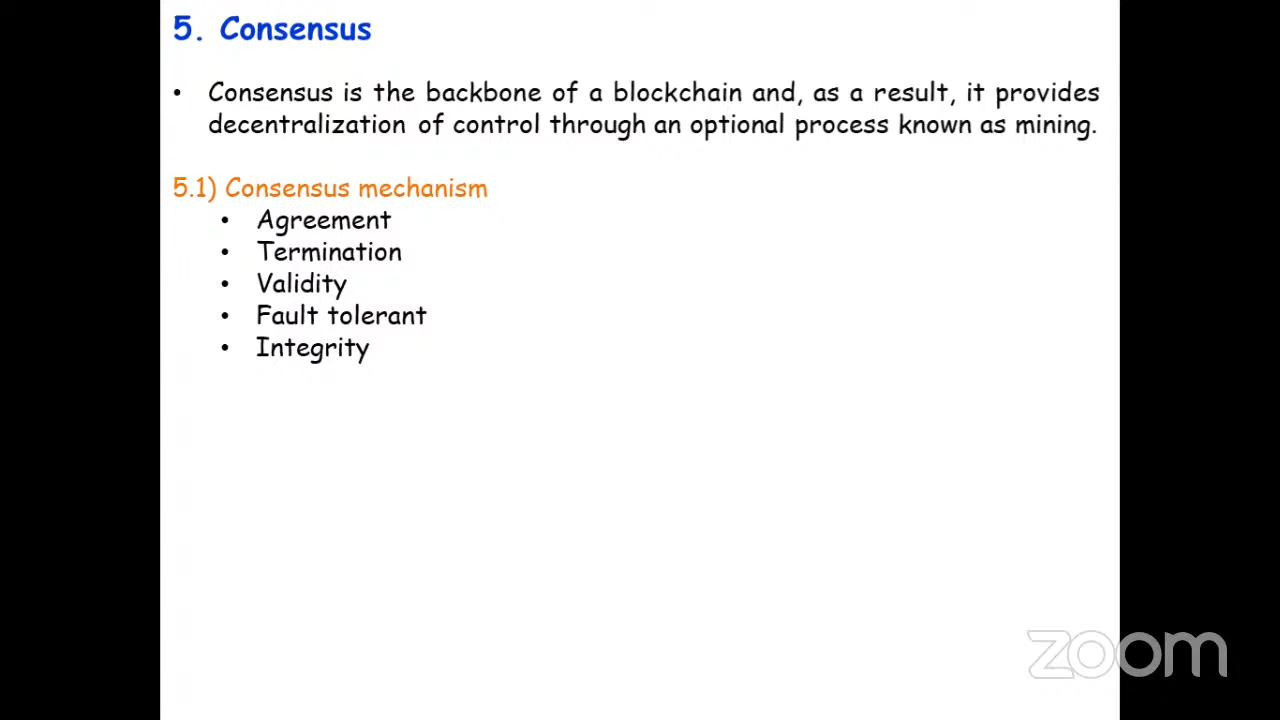 5. Consensus
• Consensus is the backbone of a blockchain and, as a result, it provides
decentralization of control through an optional process known as mining.
5.1) Consensus mechanism
• Agreement
• Termination
• Validity
• Fault tolerant
• Integrity
zoom